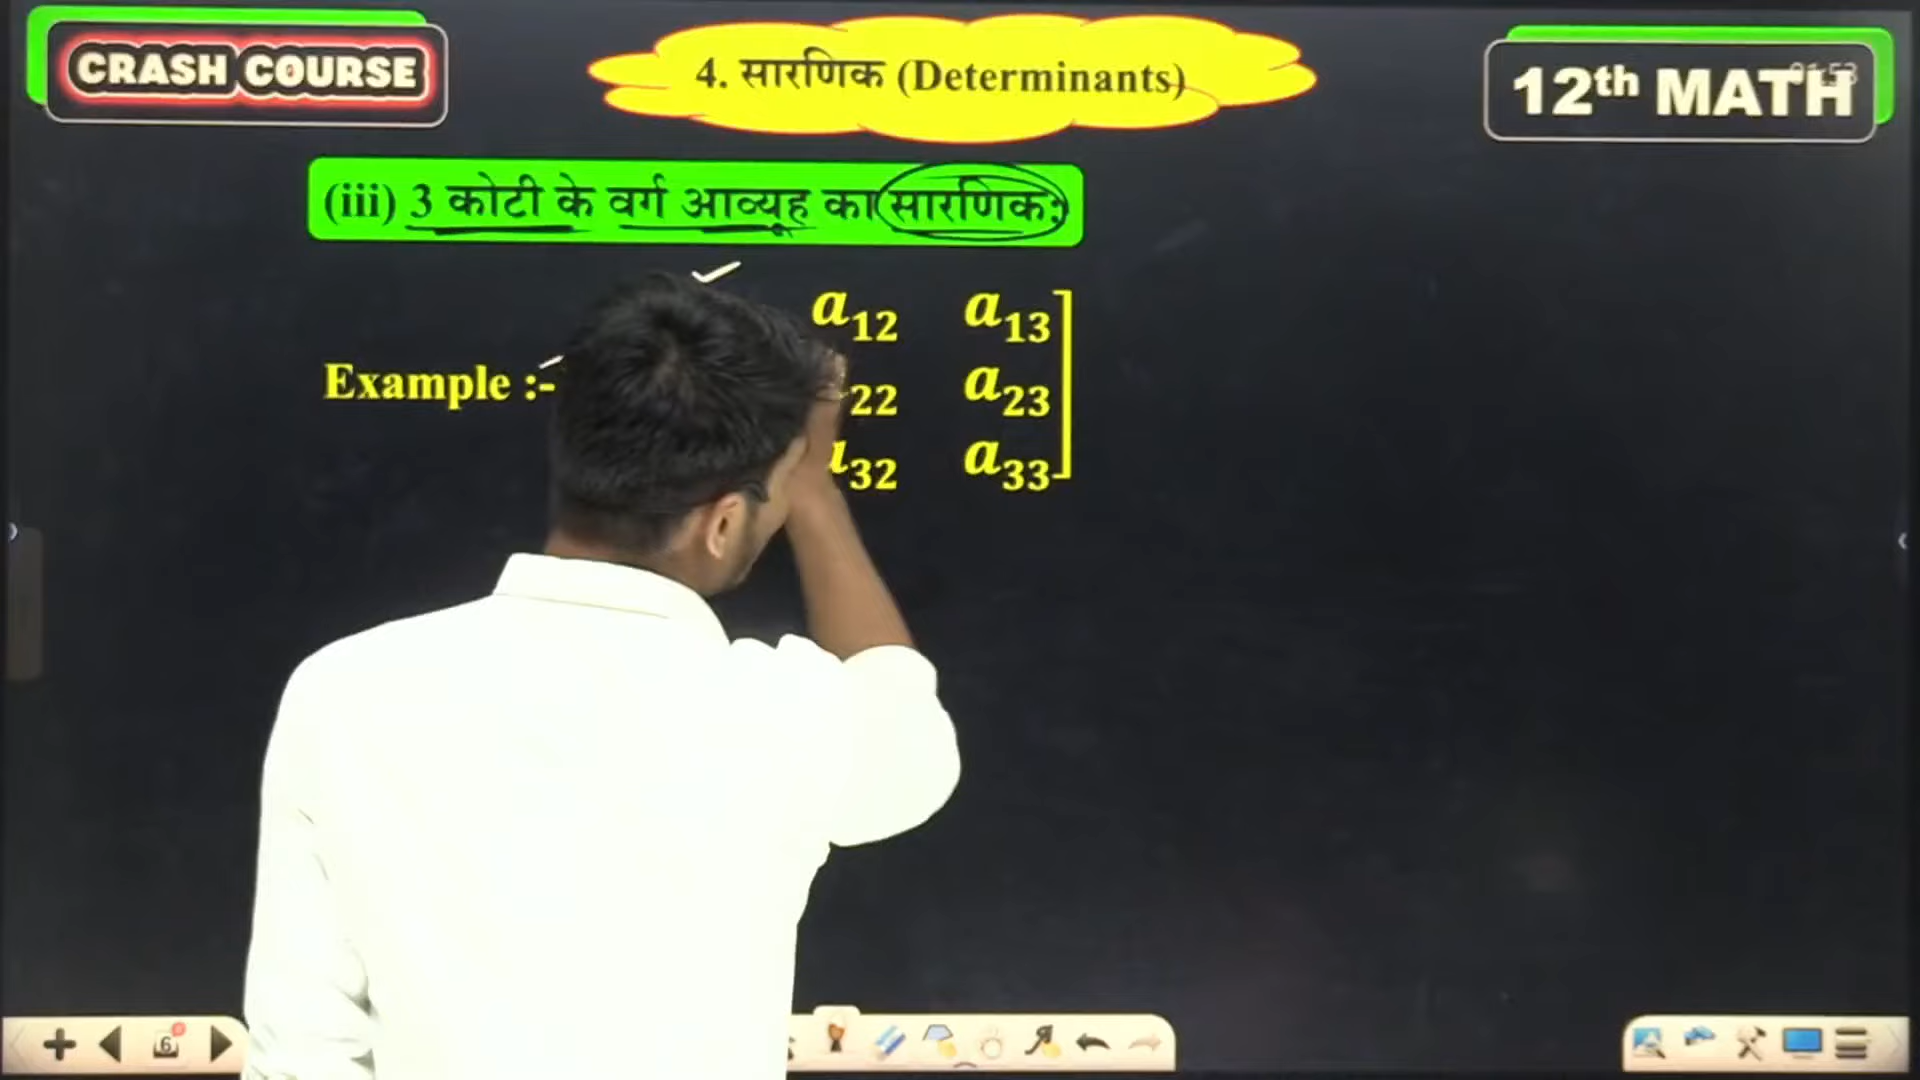 CRASH COURSE
4. सारणिक (Determinants)
12th MATH
(iii) 3 कोटी के वर्ग आव्यूह का सारणिक:
a12 a13
Example :- 22 a23
32 a33
6